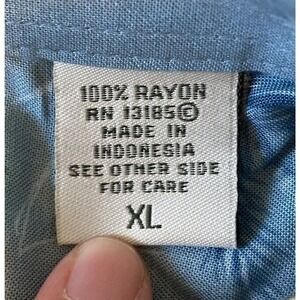 100% RAYON
RN 13185©
MADE IN
INDONESIA
SEE OTHER SIDE
FOR CARE
XL